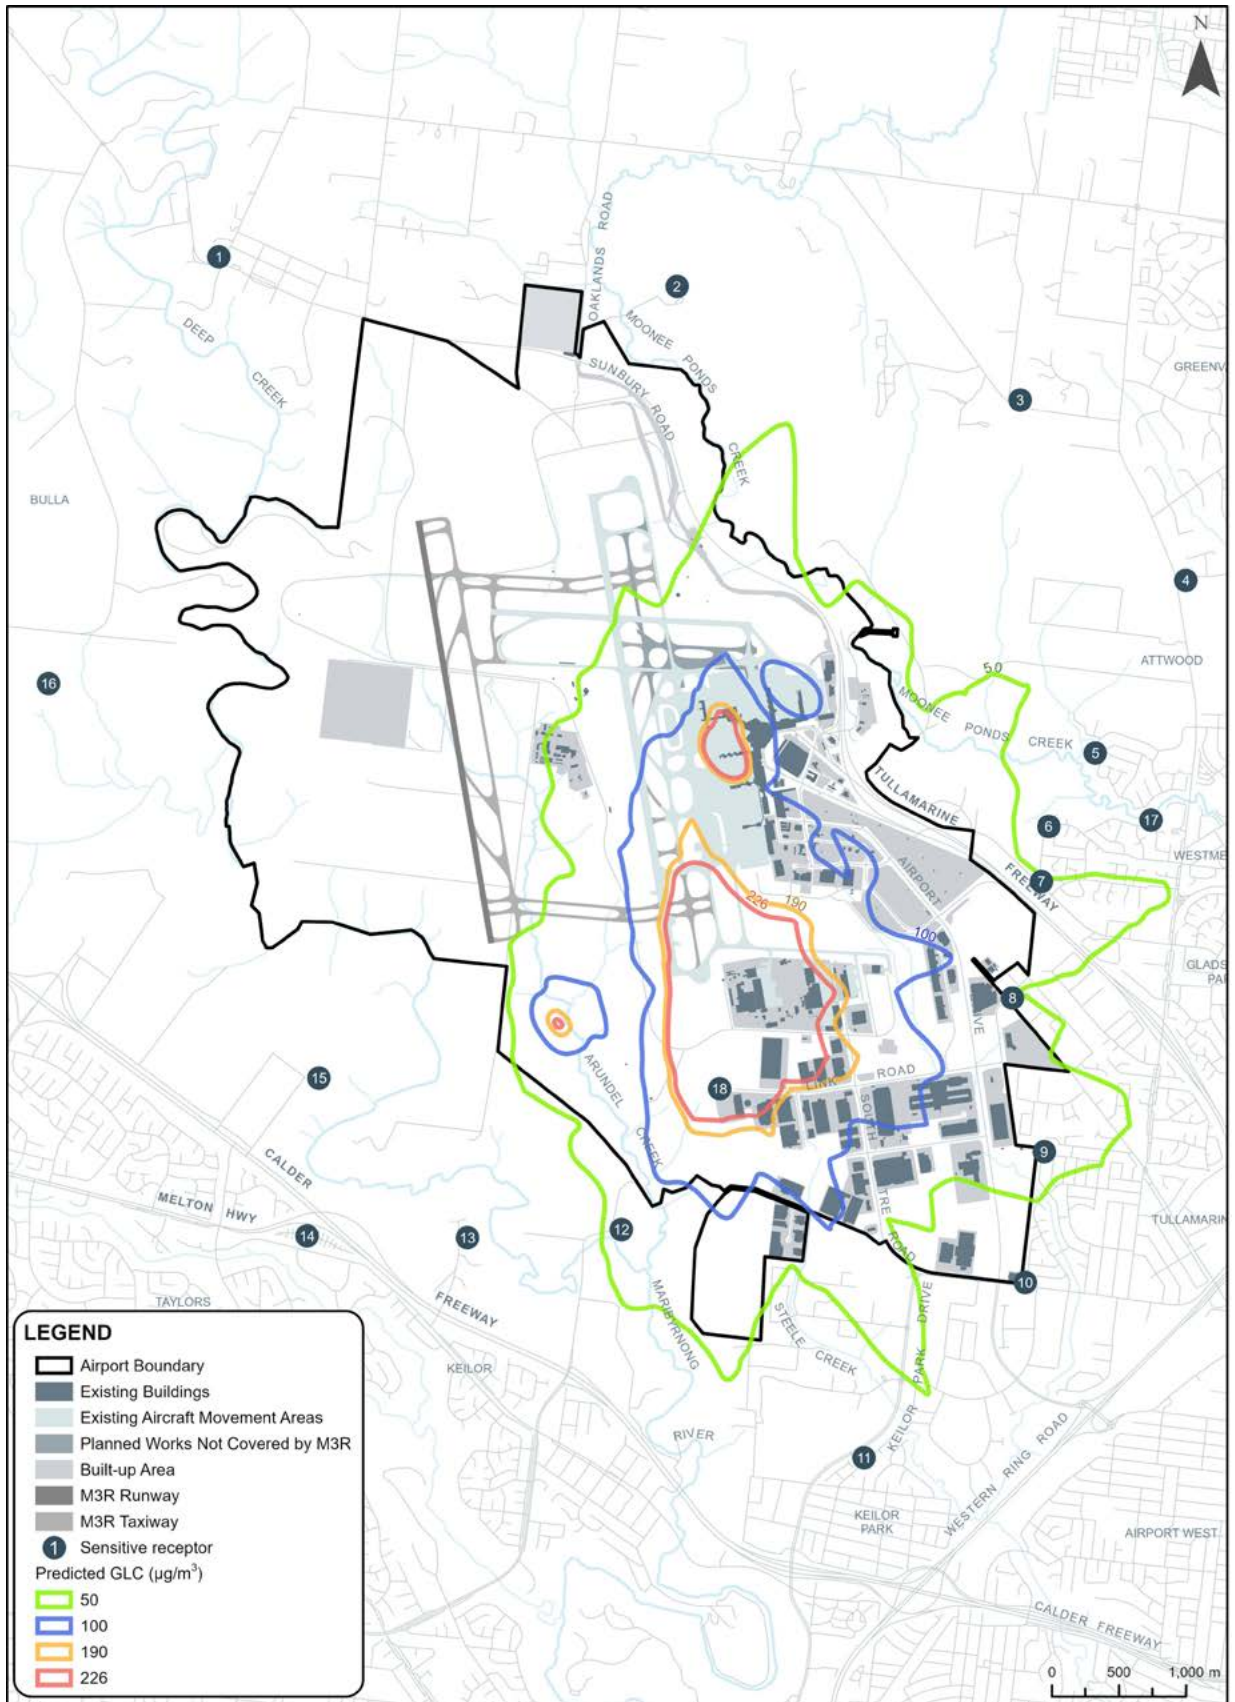 N
OAKLANDS ROAD
1
2
DEEP
CREEK
MOONEE PONDS
CREEK
SUNBURY ROAD
GREENV
3
BULLA
4
ATTWOOD
16
50
MOONEE PONDS CREEK
5
TULLAMARINE
FREEWAY
6
17
WESTME
7
AIRPORT
226
190
100
GLADS
PAR
8
IVE
ARUNDEL
CREEK
15
18
LINK ROAD
SOUTH
CALDER
9
MELTON HWY
14
13
12
TRE ROAD
TULLAMARIN
10
TAYLORS
FREEWAY
MARIBYRNONG
STEELE CREEK
KEILOR PARK DRIVE
KEILOR
RIVER
11
WESTERN RING ROAD
KEILOR
PARK
AIRPORT WEST
CALDER FREEWAY
LEGEND
Airport Boundary
Existing Buildings
Existing Aircraft Movement Areas
Planned Works Not Covered by M3R
Built-up Area
M3R Runway
M3R Taxiway
1 Sensitive receptor
Predicted GLC (µg/m³)
50
100
190
226
0 500 1,000 m